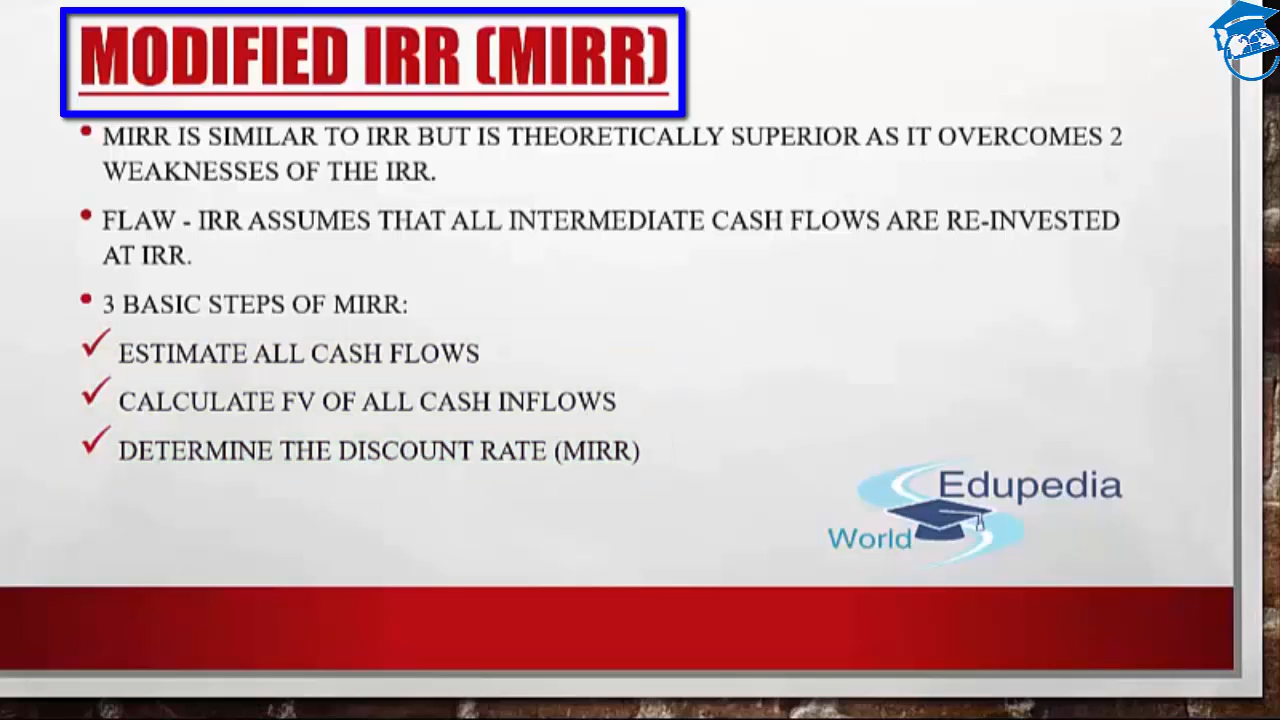 MODIFIED IRR (MIRR)
• MIRR IS SIMILAR TO IRR BUT IS THEORETICALLY SUPERIOR AS IT OVERCOMES 2
WEAKNESSES OF THE IRR.
• FLAW - IRR ASSUMES THAT ALL INTERMEDIATE CASH FLOWS ARE RE-INVESTED
AT IRR.
• 3 BASIC STEPS OF MIRR:
✓ ESTIMATE ALL CASH FLOWS
✓ CALCULATE FV OF ALL CASH INFLOWS
✓ DETERMINE THE DISCOUNT RATE (MIRR)
Edupedia
World